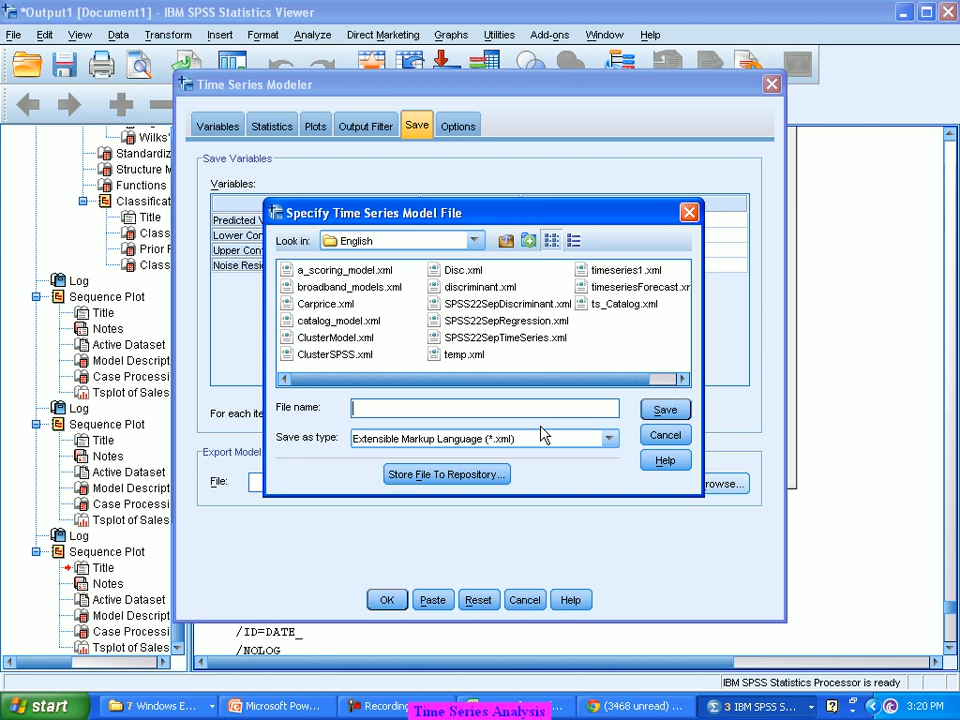 *Output1 [Document1] - IBM SPSS Statistics Viewer
File Edit View Data Transform Insert Format Analyze Direct Marketing Graphs Utilities Add-ons Window Help
Time Series Modeler
Variables Statistics Plots Output Filter Save Options
Save Variables
Variables:
Predicted V
Lower Con
Upper Con
Noise Resid
For each ite
Export Model
File:
rowse...
OK Paste Reset Cancel Help
Specify Time Series Model File
Look in: English
a_scoring_model.xml
broadband_models.xml
Carprice.xml
catalog_model.xml
ClusterModel.xml
ClusterSPSS.xml
Disc.xml
discriminant.xml
SPSS22SepDiscriminant.xml
SPSS22SepRegression.xml
SPSS22SepTimeSeries.xml
temp.xml
timeseries1.xml
timeseriesForecast.xr
ts_Catalog.xml
File name:
Save
Save as type: Extensible Markup Language (*.xml)
Cancel
Help
Store File To Repository...
Wilks'
Standardiz
Structure M
Functions
Classificat
Title
Class
Prior F
Class
Log
Sequence Plot
Title
Notes
Active Dataset
Model Descript
Case Processi
Tsplot of Sales
Log
Sequence Plot
Title
Notes
Active Dataset
Model Descript
Case Processi
Tsplot of Sales
Log
Sequence Plot
Title
Notes
Active Dataset
Model Descript
Case Processi
Tsplot of Sales
/ID=DATE_
/NOLOG
IBM SPSS Statistics Processor is ready
start 7 Windows E... Microsoft Pow... Recording (3468 unread) ... 3 IBM SPSS S... 3:20 PM
Time Series Analysis